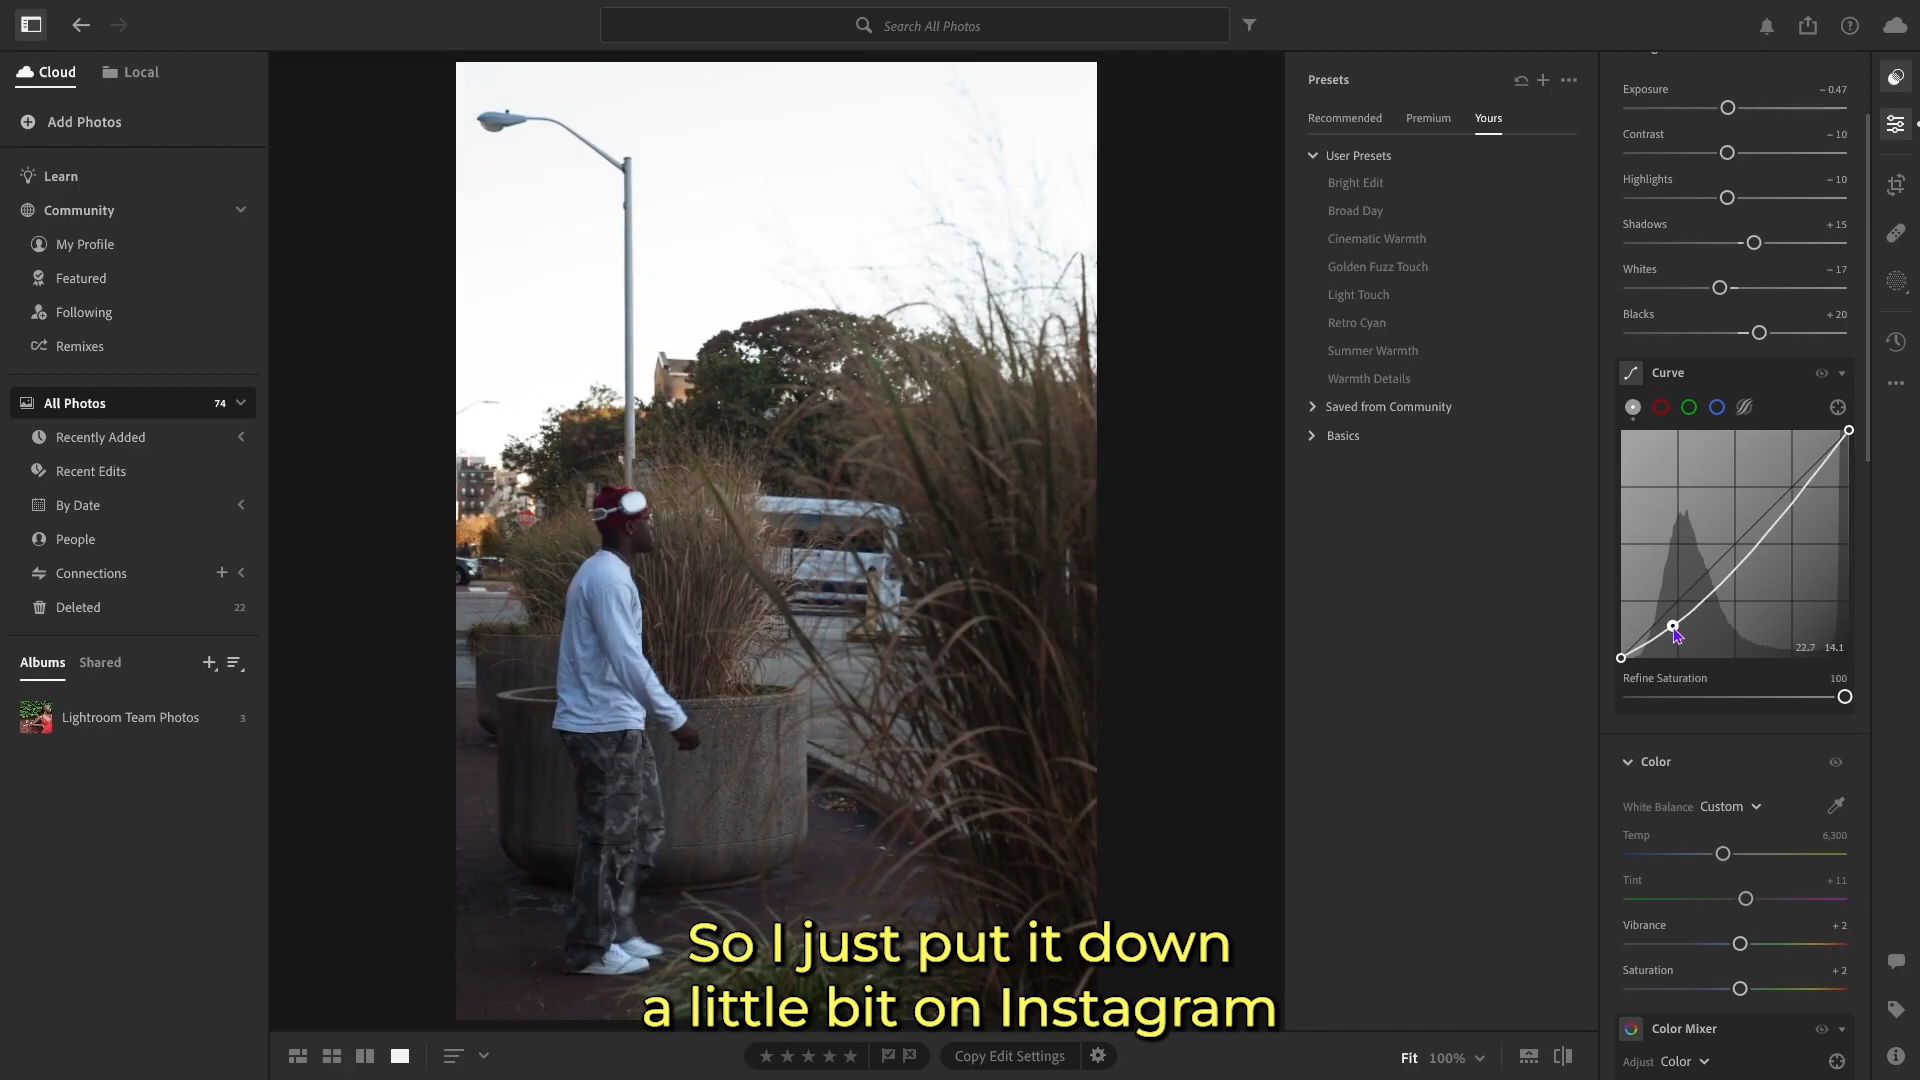 Search All Photos
Cloud
Local
Add Photos
Learn
Community
My Profile
Featured
Following
Remixes
All Photos 74
Recently Added
Recent Edits
By Date
People
Connections
Deleted 22
Albums Shared
Lightroom Team Photos 3
STOP
So I just put it down
a little bit on Instagram
Copy Edit Settings
Fit 100%
Presets
Recommended Premium Yours
User Presets
Bright Edit
Broad Day
Cinematic Warmth
Golden Fuzz Touch
Light Touch
Retro Cyan
Summer Warmth
Warmth Details
Saved from Community
Basics
Exposure - 0.47
Contrast - 10
Highlights - 10
Shadows + 15
Whites - 17
Blacks + 20
Curve
22.7 14.1
Refine Saturation 100
Color
White Balance Custom
Temp 6,300
Tint + 11
Vibrance + 2
Saturation + 2
Color Mixer
Adjust Color